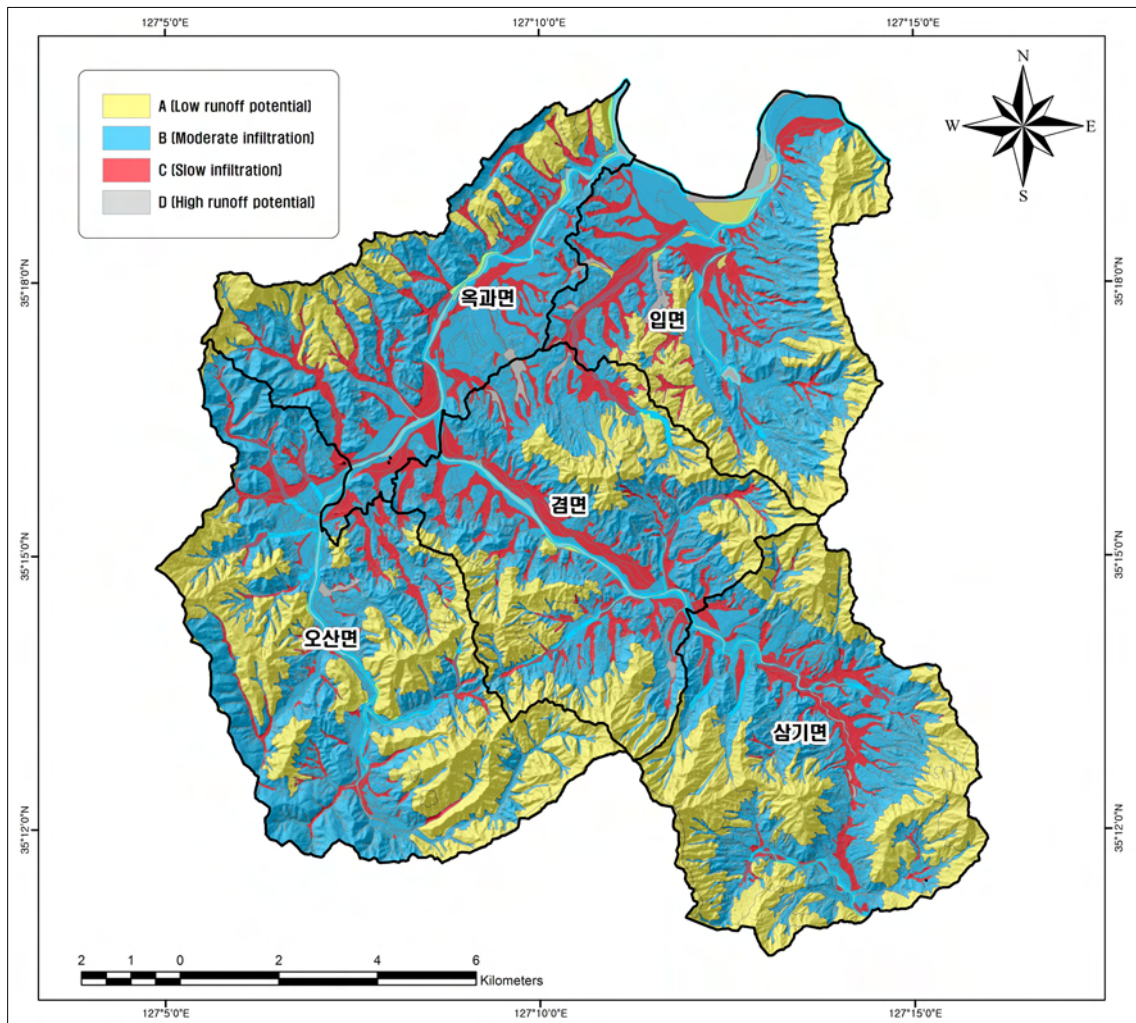 127°5'0"E
127°10'0"E
127°15'0"E
N
W
E
S
A (Low runoff potential)
B (Moderate infiltration)
C (Slow infiltration)
D (High runoff potential)
35°18'0"N
35°18'0"N
옥과면
입면
겸면
35°15'0"N
35°15'0"N
오산면
삼기면
35°12'0"N
35°12'0"N
2 1 0 2 4 6
Kilometers
127°5'0"E
127°10'0"E
127°15'0"E